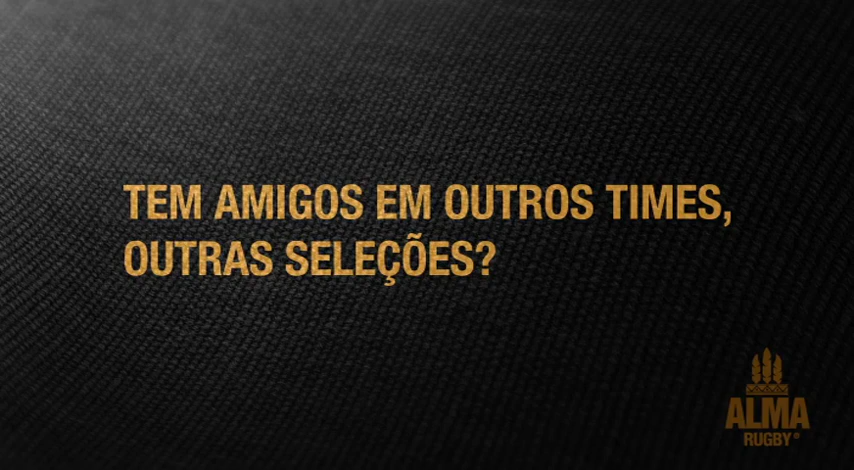 TEM AMIGOS EM OUTROS TIMES,
OUTRAS SELEÇÕES?
ALMA
RUGBY®